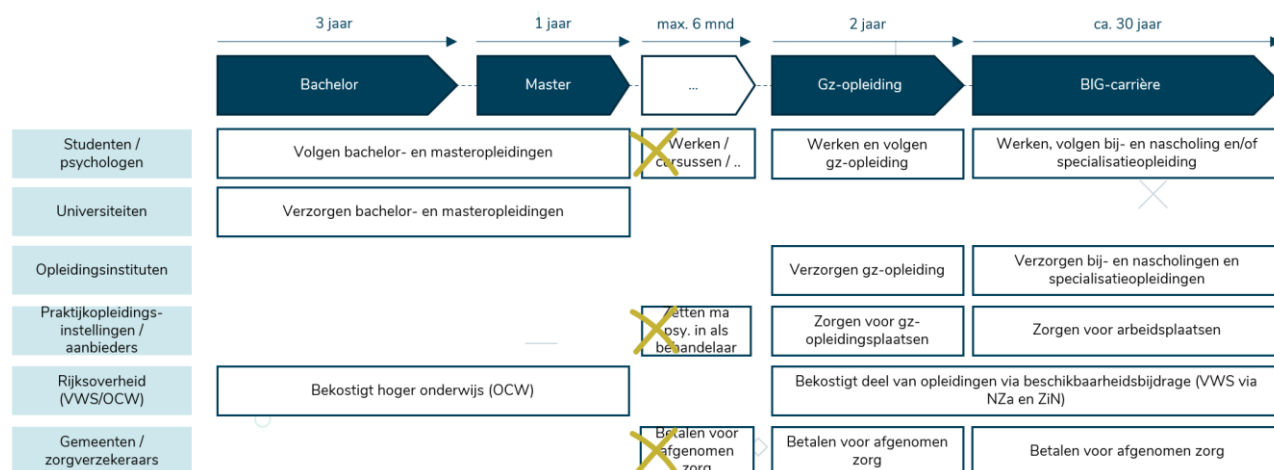 3 jaar
1 jaar
max. 6 mnd
2 jaar
ca. 30 jaar
Bachelor
Master
...
Gz-opleiding
BIG-carrière
Studenten /
psychologen
Volgen bachelor- en masteropleidingen
Werken /
cursussen / ..
Werken en volgen
gz-opleiding
Werken, volgen bij- en nascholing en/of
specialisatieopleiding
Universiteiten
Verzorgen bachelor- en masteropleidingen
Opleidingsinstituten
Verzorgen gz-opleiding
Verzorgen bij- en nascholingen en
specialisatieopleidingen
Praktijkopleidings-
instellingen /
aanbieders
Zetten ma
psy. in als
behandelaar
Zorgen voor gz-
opleidingsplaatsen
Zorgen voor arbeidsplaatsen
Rijksoverheid
(VWS/OCW)
Bekostigt hoger onderwijs (OCW)
Bekostigt deel van opleidingen via beschikbaarheidsbijdrage (VWS via
NZa en ZiN)
Gemeenten /
zorgverzekeraars
Betalen voor
afgenomen
zorg
Betalen voor afgenomen
zorg
Betalen voor afgenomen zorg